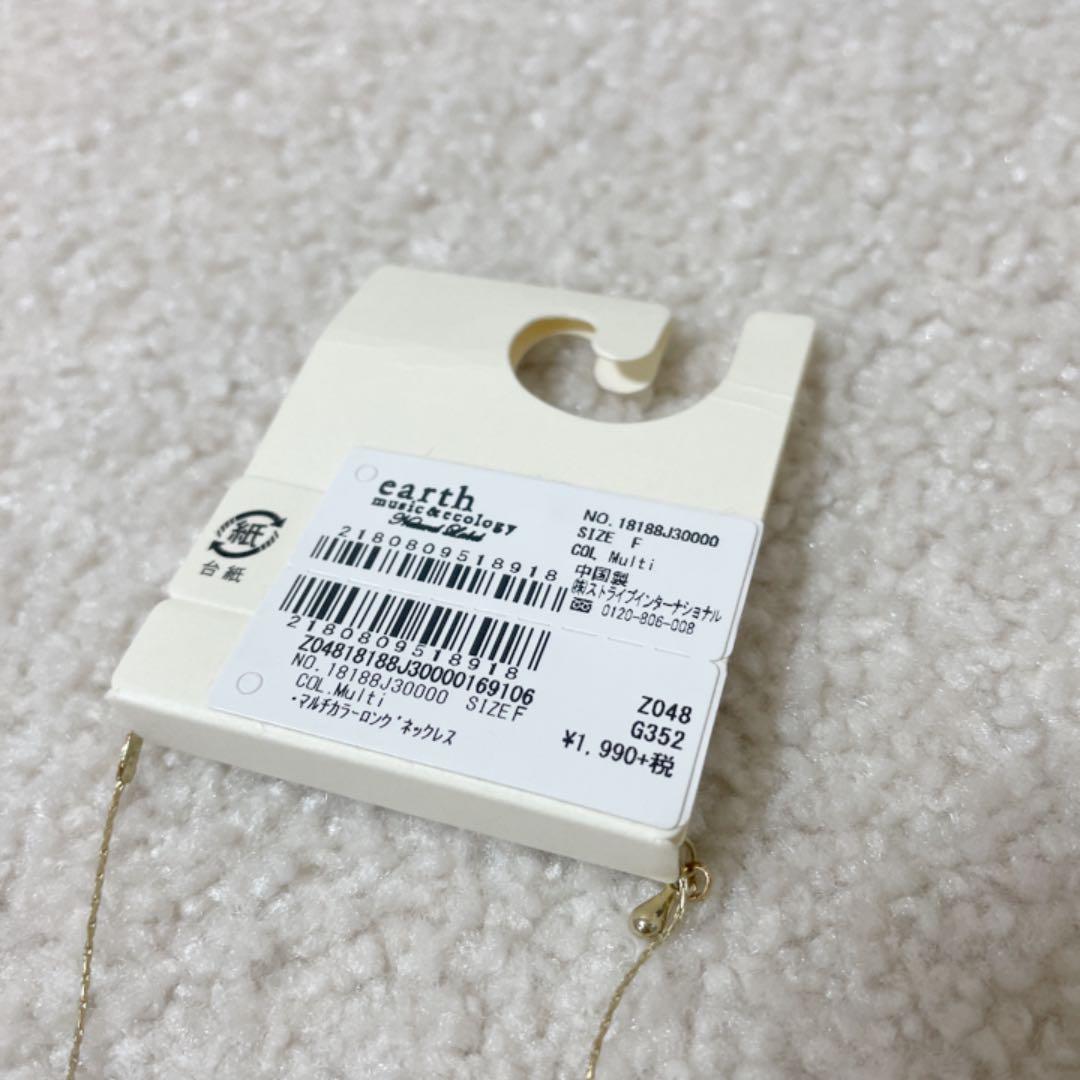 紙
台紙
earth
music&ecology
Natural Label
2180809518918
NO.18188J30000
SIZE F
COL Multi
中国製
㈱ストライプインターナショナル
0120-806-008
2180809518918
Z04818188J30000169106
NO.18188J30000 SIZE F
COL.Multi
・マルチカラーロング゛ネックレス
Z048
G352
¥1,990+税